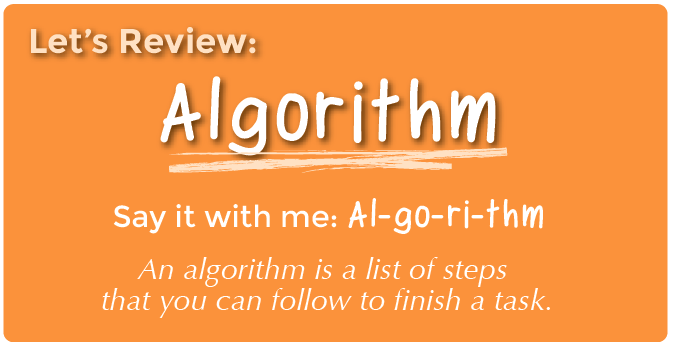 Let’s Review:
Algorithm
Say it with me: Al-go-ri-thm
An algorithm is a list of steps
that you can follow to finish a task.